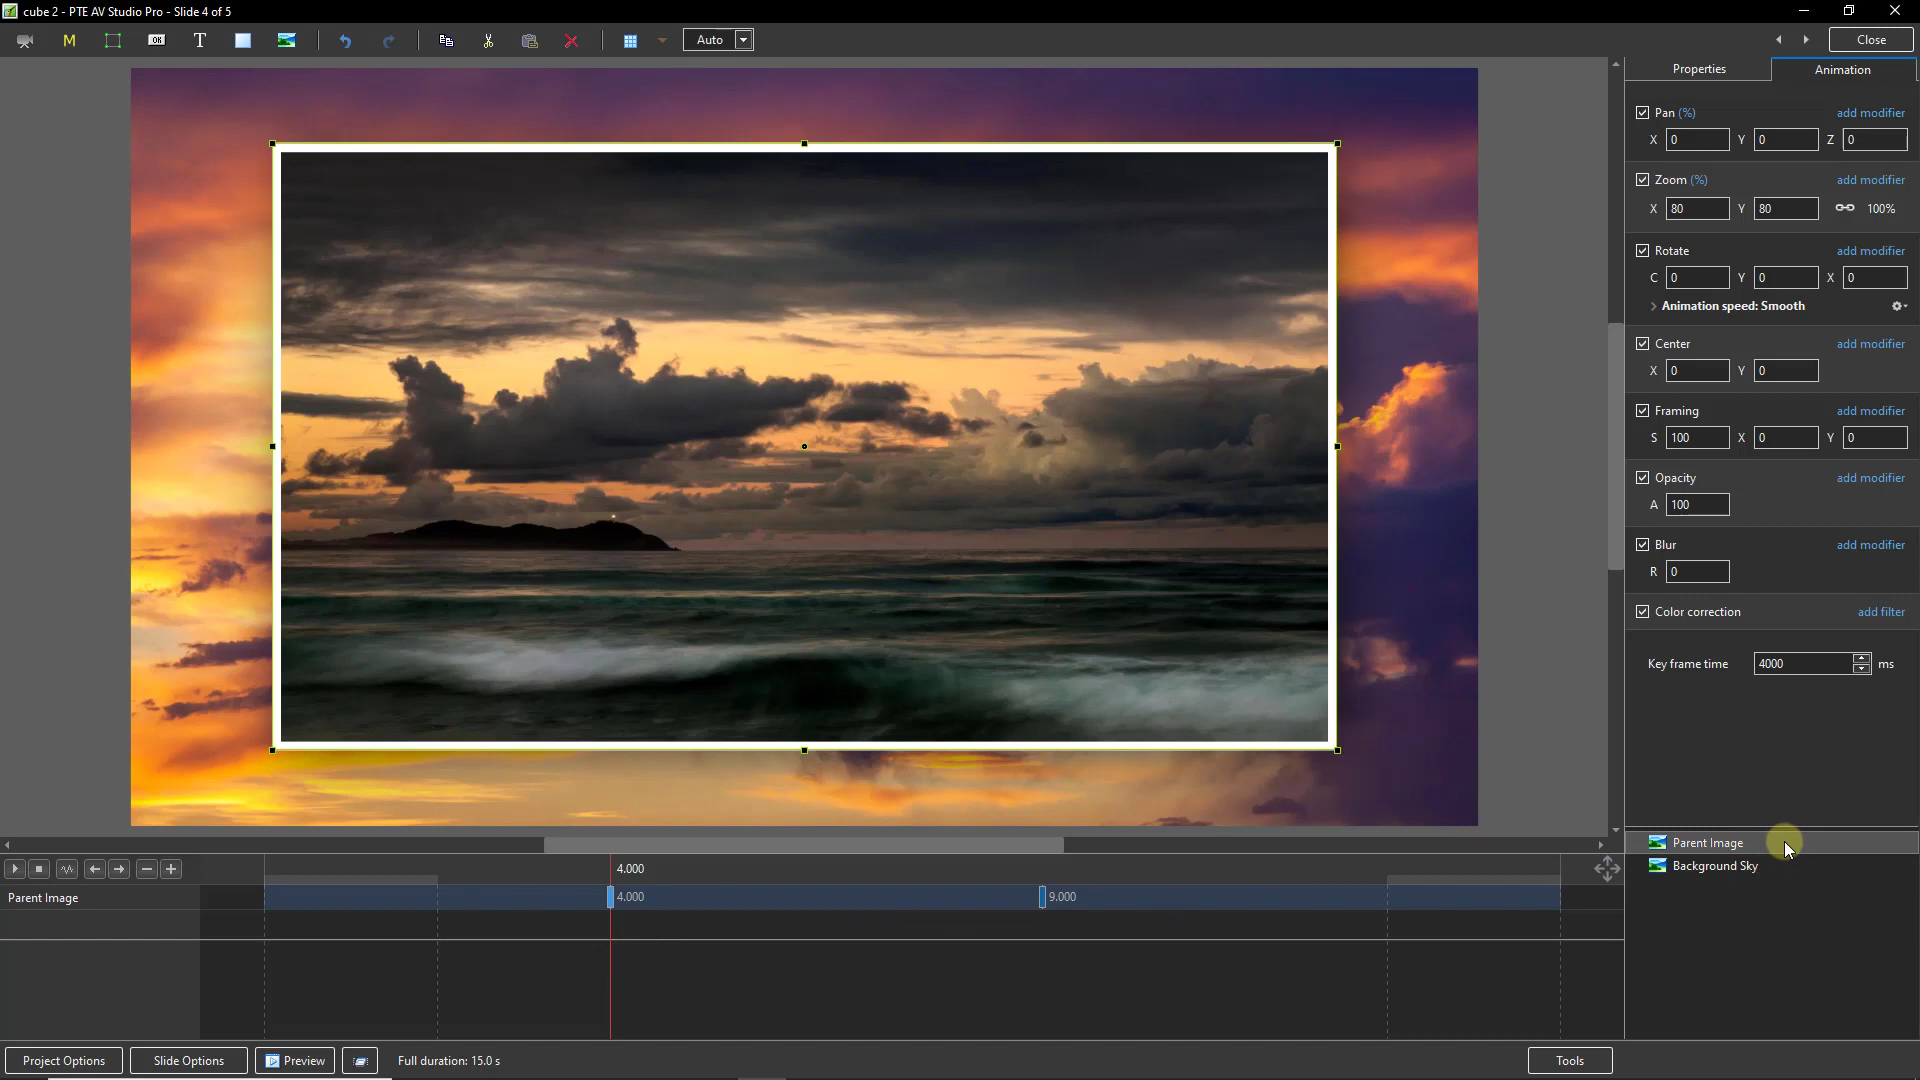 cube 2 - PTE AV Studio Pro - Slide 4 of 5
M OK T Auto Close
Properties Animation
Pan (%) add modifier
X 0 Y 0 Z 0
Zoom (%) add modifier
X 80 Y 80 100%
Rotate add modifier
C 0 Y 0 X 0
Animation speed: Smooth
Center add modifier
X 0 Y 0
Framing add modifier
S 100 X 0 Y 0
Opacity add modifier
A 100
Blur add modifier
R 0
Color correction add filter
Key frame time 4000 ms
Parent Image
Background Sky
4.000
Parent Image 4.000 9.000
Project Options Slide Options Preview Full duration: 15.0 s Tools